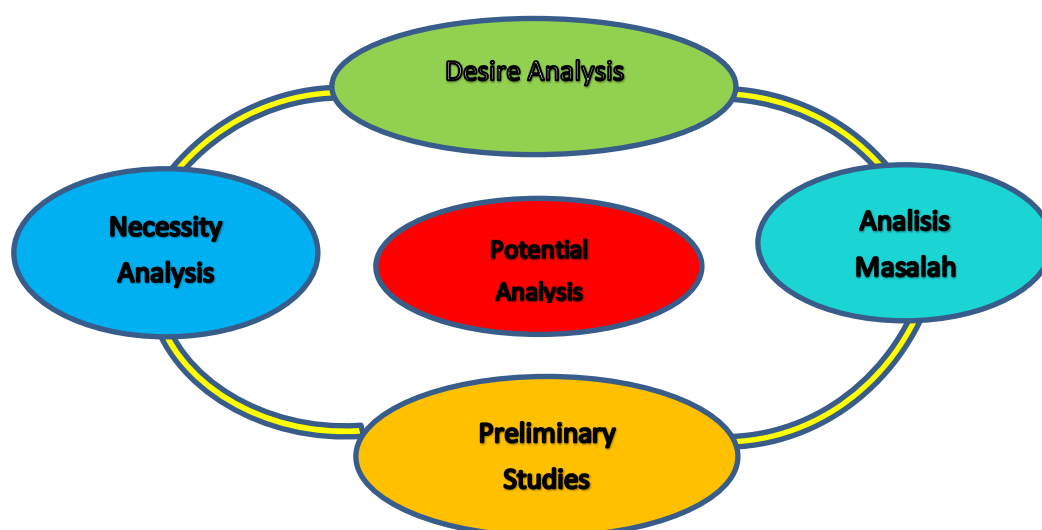 Desire Analysis
Necessity
Analysis
Potential
Analysis
Analisis
Masalah
Preliminary
Studies